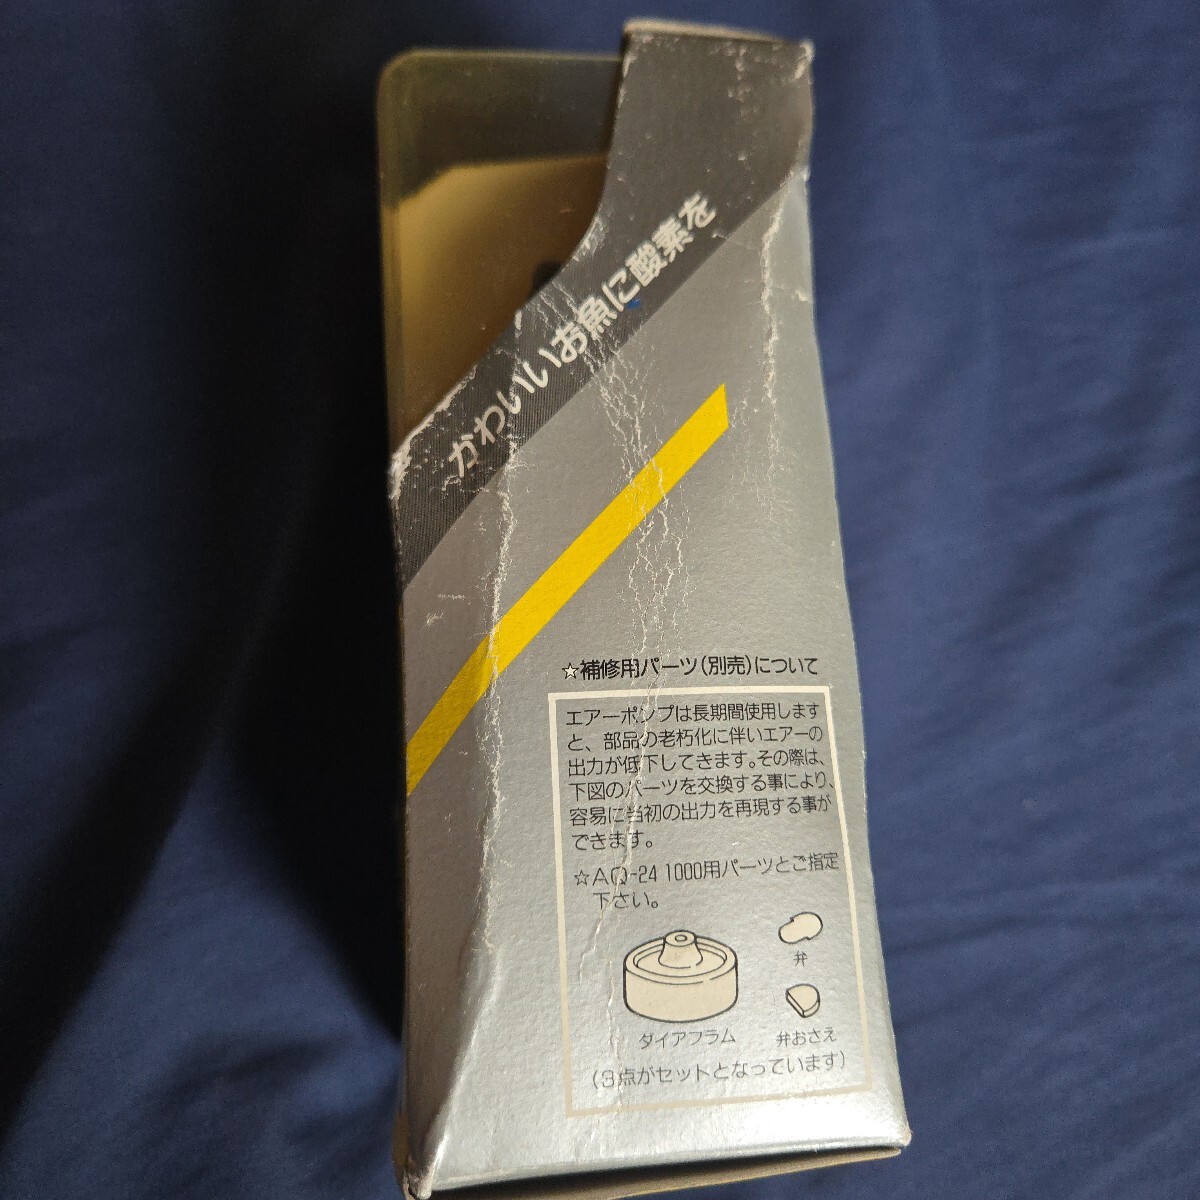 かわいいお魚に酸素を
☆補修用パーツ(別売)について
エアーポンプは長期間使用します
と、部品の老朽化に伴いエアーの
出力が低下してきます。その際は、
下図のパーツを交換する事により、
容易に当初の出力を再現する事が
できます。
☆AQ-24 1000用パーツとご指定
下さい。
弁
ダイアフラム
弁おさえ
(3点がセットとなっています)